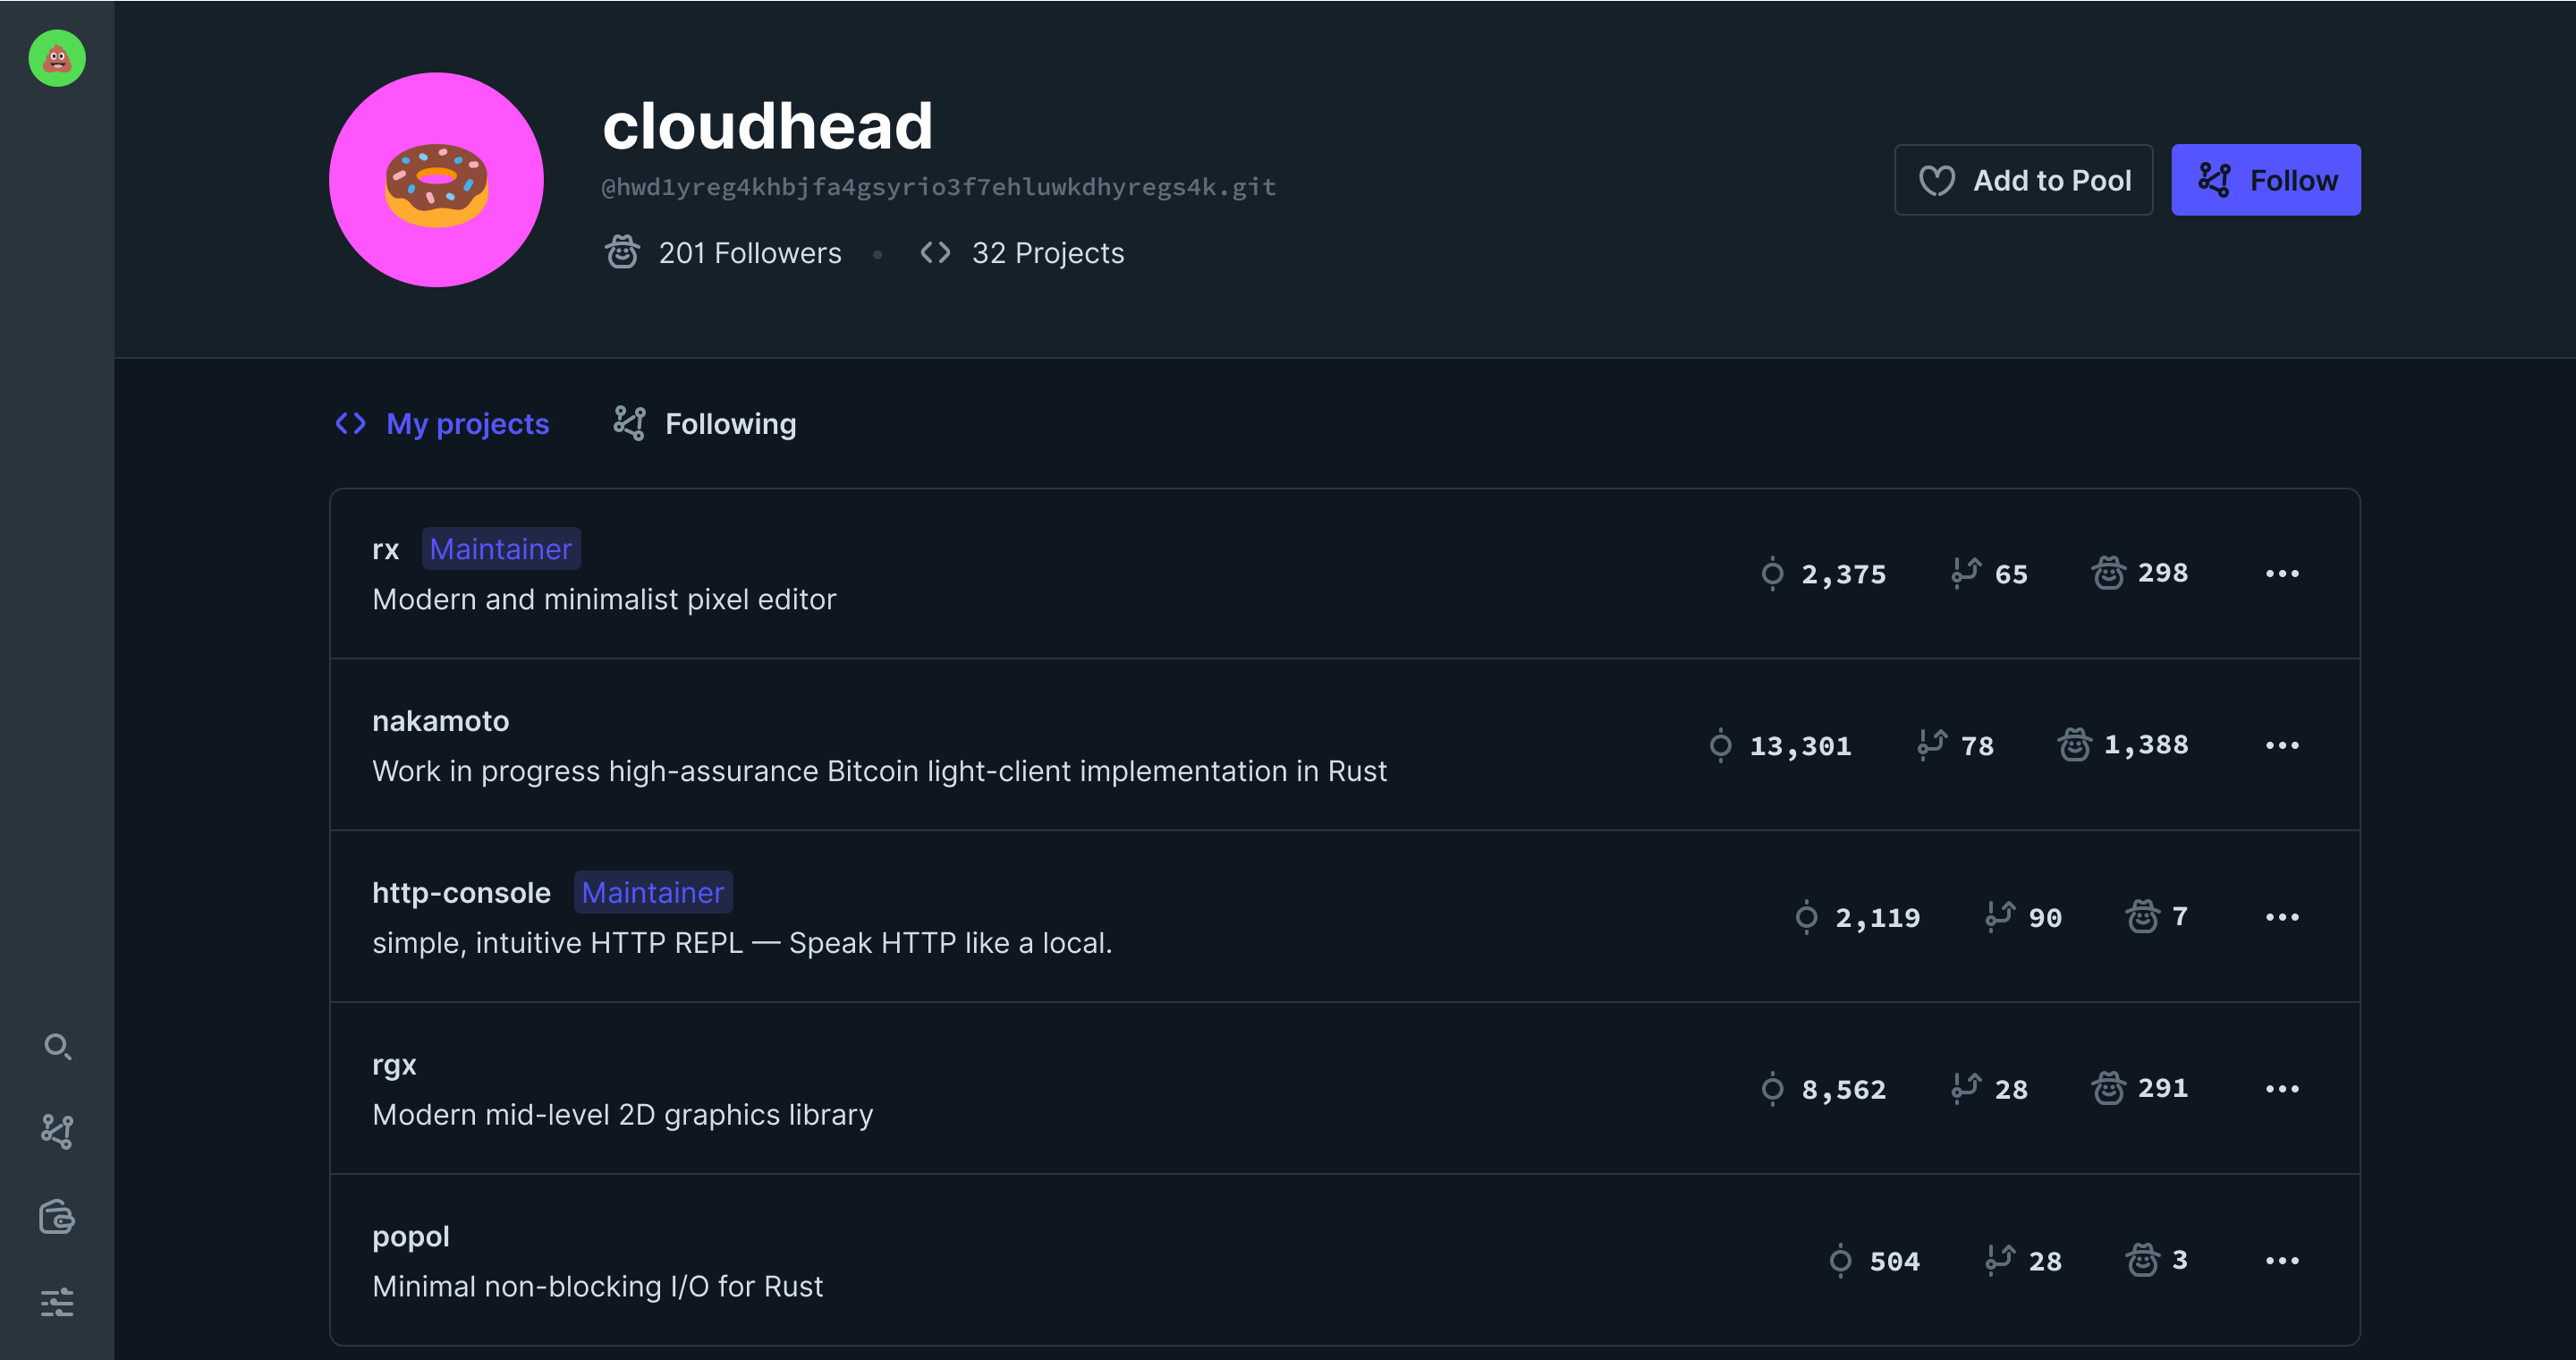 cloudhead
@hwd1yreg4khbjfa4gsyrio3f7ehluwkdhyregs4k.git
201 Followers • 32 Projects
Add to Pool
Follow
My projects
Following
rx Maintainer
Modern and minimalist pixel editor
2,375 65 298
nakamoto
Work in progress high-assurance Bitcoin light-client implementation in Rust
13,301 78 1,388
http-console Maintainer
simple, intuitive HTTP REPL — Speak HTTP like a local.
2,119 90 7
rgx
Modern mid-level 2D graphics library
8,562 28 291
popol
Minimal non-blocking I/O for Rust
504 28 3